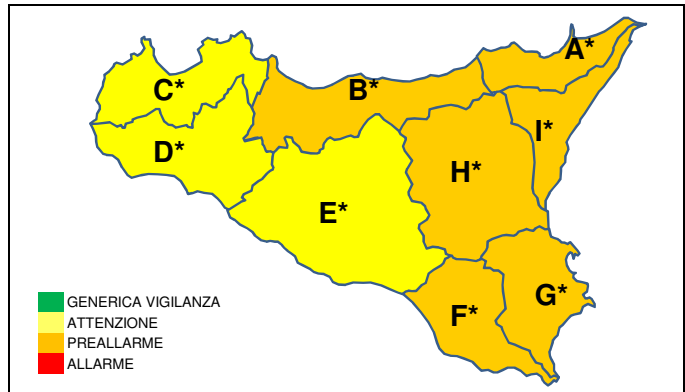 A*
B*
C*
I*
D*
H*
E*
G*
F*
GENERICA VIGILANZA
ATTENZIONE
PREALLARME
ALLARME